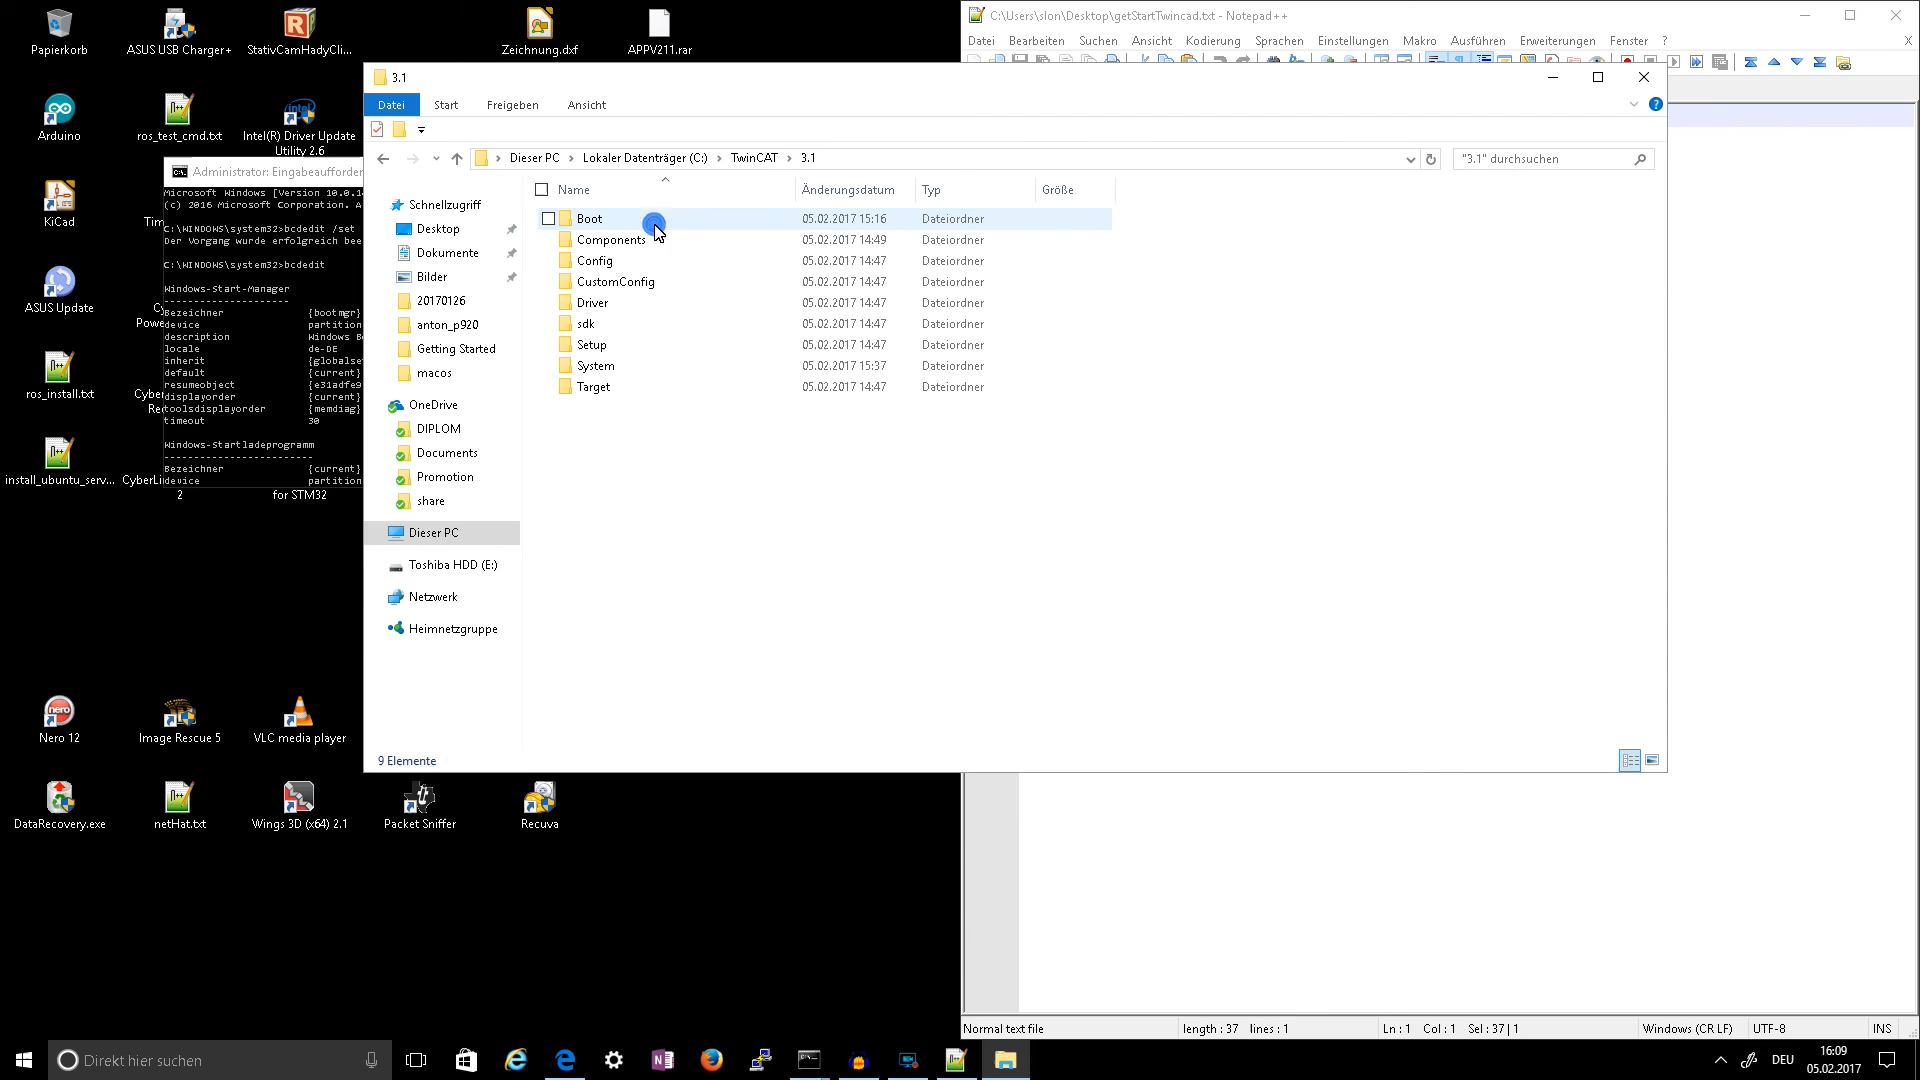 Papierkorb
ASUS USB Charger+
StativCamHadyCli...
Zeichnung.dxf
APPV211.rar
Arduino
ros_test_cmd.txt
Intel(R) Driver Update
Utility 2.6
KiCad
Tim
ASUS Update
Powe
ros_install.txt
Cyber
Re
install_ubuntu_serv...
CyberLi
2
for STM32
Nero 12
Image Rescue 5
VLC media player
DataRecovery.exe
netHat.txt
Wings 3D (x64) 2.1
Packet Sniffer
Recuva
Administrator: Eingabeaufforder
Microsoft Windows [Version 10.0.14
(c) 2016 Microsoft Corporation. A
C:\WINDOWS\system32>bcdedit /set
Der Vorgang wurde erfolgreich bee
C:\WINDOWS\system32>bcdedit
Windows-Start-Manager
---------------------
Bezeichner {bootmgr}
device partition
description Windows B
locale de-DE
inherit {globalse
default {current}
resumeobject {e31adfe9
displayorder {current}
toolsdisplayorder {memdiag}
timeout 30
Windows-Startladeprogramm
-------------------------
Bezeichner {current}
device partition
C:\Users\slon\Desktop\getStartTwincad.txt - Notepad++
Datei Bearbeiten Suchen Ansicht Kodierung Sprachen Einstellungen Makro Ausführen Erweiterungen Fenster ? X
3.1
Datei Start Freigeben Ansicht
Dieser PC Lokaler Datenträger (C:) TwinCAT 3.1
"3.1" durchsuchen
Schnellzugriff
Desktop
Dokumente
Bilder
20170126
anton_p920
Getting Started
macos
OneDrive
DIPLOM
Documents
Promotion
share
Dieser PC
Toshiba HDD (E:)
Netzwerk
Heimnetzgruppe
Name Änderungsdatum Typ Größe
Boot 05.02.2017 15:16 Dateiordner
Components 05.02.2017 14:49 Dateiordner
Config 05.02.2017 14:47 Dateiordner
CustomConfig 05.02.2017 14:47 Dateiordner
Driver 05.02.2017 14:47 Dateiordner
sdk 05.02.2017 14:47 Dateiordner
Setup 05.02.2017 14:47 Dateiordner
System 05.02.2017 15:37 Dateiordner
Target 05.02.2017 14:47 Dateiordner
9 Elemente
Normal text file length : 37 lines : 1 Ln : 1 Col : 1 Sel : 37 | 1 Windows (CR LF) UTF-8 INS
Direkt hier suchen
DEU
16:09
05.02.2017